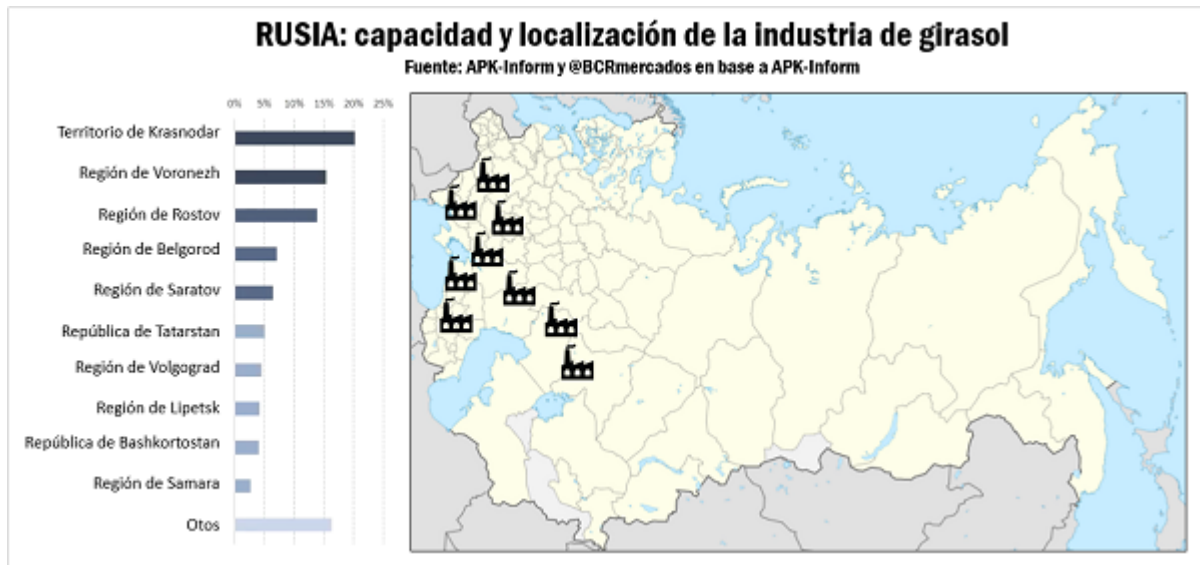 RUSIA: capacidad y localización de la industria de girasol
Fuente: APK-Inform y @BCRmercados en base a APK-Inform
0% 5% 10% 15% 20% 25%
Territorio de Krasnodar
Región de Voronezh
Región de Rostov
Región de Belgorod
Región de Saratov
República de Tatarstan
Región de Volgograd
Región de Lipetsk
República de Bashkortostan
Región de Samara
Otos